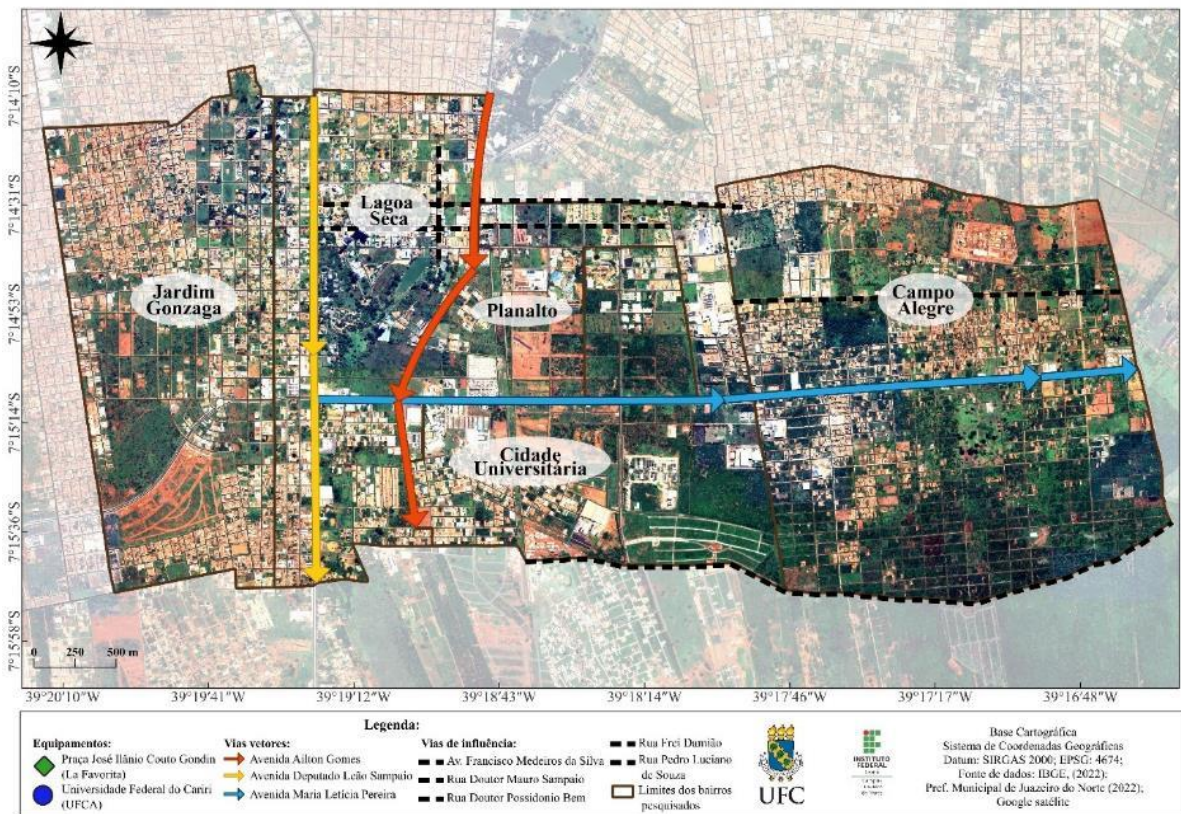 7°14'10"S
7°14'31"S
7°14'53"S
7°15'14"S
7°15'36"S
7°15'58"S
Lagoa
Seca
Jardim
Gonzaga
Planalto
Campo
Alegre
Cidade
Universitária
0 250 500 m
39°20'10"W 39°19'41"W 39°19'12"W 39°18'43"W 39°18'14"W 39°17'46"W 39°17'17"W 39°16'48"W
Legenda:
Equipamentos:
Praça José Ilânio Couto Gondin
(La Favorita)
Universidade Federal do Cariri
(UFCA)
Vias vetores:
Avenida Ailton Gomes
Avenida Deputado Leão Sampaio
Avenida Maria Letícia Pereira
Vias de influência:
Av. Francisco Medeiros da Silva
Rua Doutor Mauro Sampaio
Rua Doutor Possidonio Bem
Rua Frei Damião
Rua Pedro Luciano
de Souza
Limites dos bairros
pesquisados
UFC
INSTITUTO
FEDERAL
Base Cartográfica
Sistema de Coordenadas Geográficas
Datum: SIRGAS 2000; EPSG: 4674;
Fonte de dados: IBGE, (2022);
Pref. Municipal de Juazeiro do Norte (2022);
Google satélite